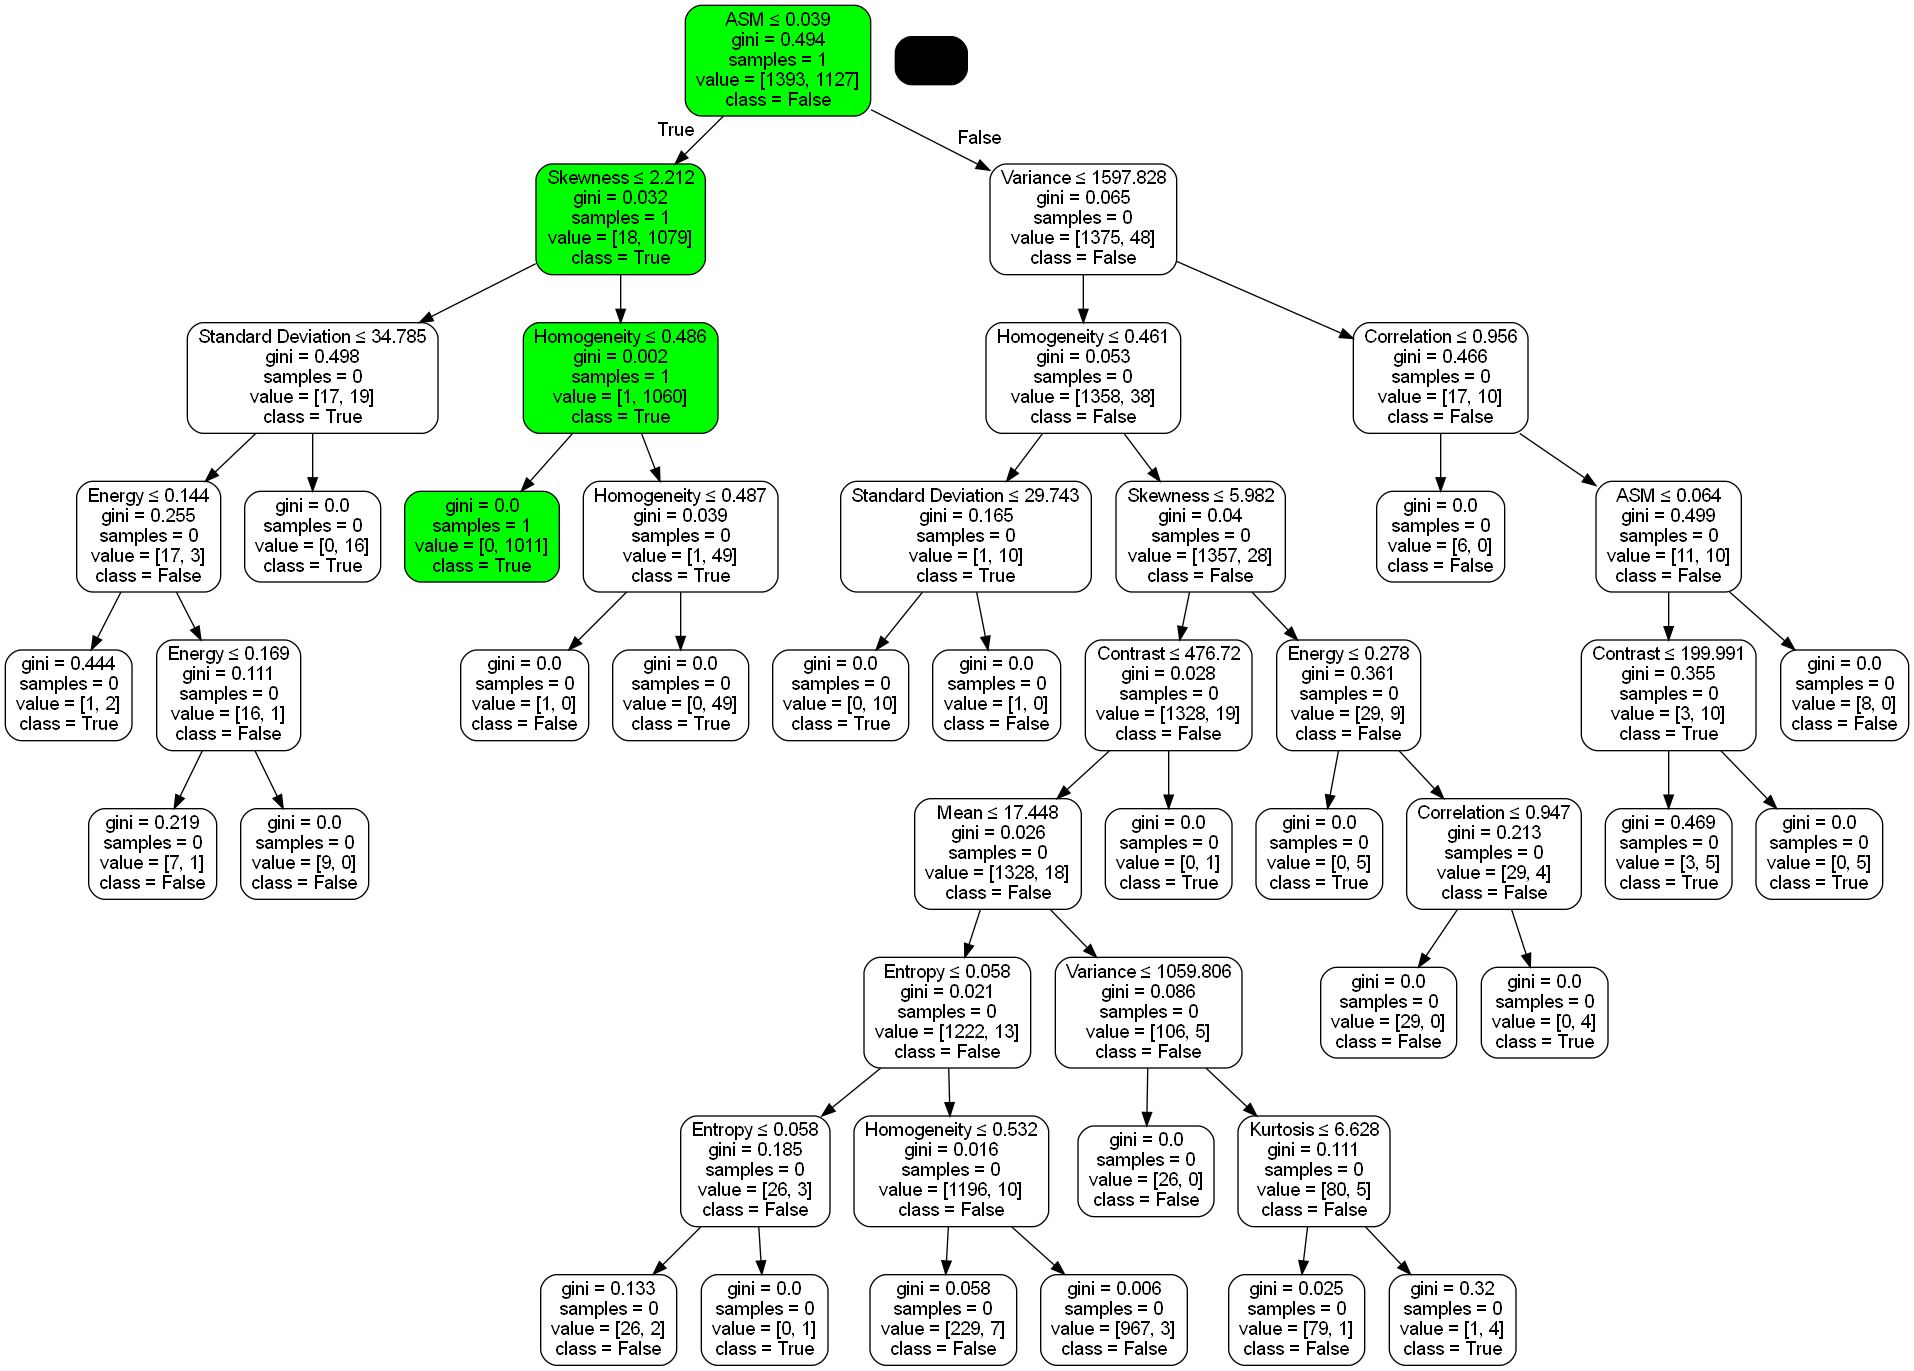 ASM ≤ 0.039
gini = 0.494
samples = 1
value = [1393, 1127]
class = False
True
False
Skewness ≤ 2.212
gini = 0.032
samples = 1
value = [18, 1079]
class = True
Variance ≤ 1597.828
gini = 0.065
samples = 0
value = [1375, 48]
class = False
Standard Deviation ≤ 34.785
gini = 0.498
samples = 0
value = [17, 19]
class = True
Homogeneity ≤ 0.486
gini = 0.002
samples = 1
value = [1, 1060]
class = True
Homogeneity ≤ 0.461
gini = 0.053
samples = 0
value = [1358, 38]
class = False
Correlation ≤ 0.956
gini = 0.466
samples = 0
value = [17, 10]
class = False
Energy ≤ 0.144
gini = 0.255
samples = 0
value = [17, 3]
class = False
gini = 0.0
samples = 0
value = [0, 16]
class = True
gini = 0.0
samples = 1
value = [0, 1011]
class = True
Homogeneity ≤ 0.487
gini = 0.039
samples = 0
value = [1, 49]
class = True
Standard Deviation ≤ 29.743
gini = 0.165
samples = 0
value = [1, 10]
class = True
Skewness ≤ 5.982
gini = 0.04
samples = 0
value = [1357, 28]
class = False
gini = 0.0
samples = 0
value = [6, 0]
class = False
ASM ≤ 0.064
gini = 0.499
samples = 0
value = [11, 10]
class = False
gini = 0.444
samples = 0
value = [1, 2]
class = True
Energy ≤ 0.169
gini = 0.111
samples = 0
value = [16, 1]
class = False
gini = 0.0
samples = 0
value = [1, 0]
class = False
gini = 0.0
samples = 0
value = [0, 49]
class = True
gini = 0.0
samples = 0
value = [0, 10]
class = True
gini = 0.0
samples = 0
value = [1, 0]
class = False
Contrast ≤ 476.72
gini = 0.028
samples = 0
value = [1328, 19]
class = False
Energy ≤ 0.278
gini = 0.361
samples = 0
value = [29, 9]
class = False
Contrast ≤ 199.991
gini = 0.355
samples = 0
value = [3, 10]
class = True
gini = 0.0
samples = 0
value = [8, 0]
class = False
gini = 0.219
samples = 0
value = [7, 1]
class = False
gini = 0.0
samples = 0
value = [9, 0]
class = False
Mean ≤ 17.448
gini = 0.026
samples = 0
value = [1328, 18]
class = False
gini = 0.0
samples = 0
value = [0, 1]
class = True
gini = 0.0
samples = 0
value = [0, 5]
class = True
Correlation ≤ 0.947
gini = 0.213
samples = 0
value = [29, 4]
class = False
gini = 0.469
samples = 0
value = [3, 5]
class = True
gini = 0.0
samples = 0
value = [0, 5]
class = True
Entropy ≤ 0.058
gini = 0.021
samples = 0
value = [1222, 13]
class = False
Variance ≤ 1059.806
gini = 0.086
samples = 0
value = [106, 5]
class = False
gini = 0.0
samples = 0
value = [29, 0]
class = False
gini = 0.0
samples = 0
value = [0, 4]
class = True
Entropy ≤ 0.058
gini = 0.185
samples = 0
value = [26, 3]
class = False
Homogeneity ≤ 0.532
gini = 0.016
samples = 0
value = [1196, 10]
class = False
gini = 0.0
samples = 0
value = [26, 0]
class = False
Kurtosis ≤ 6.628
gini = 0.111
samples = 0
value = [80, 5]
class = False
gini = 0.133
samples = 0
value = [26, 2]
class = False
gini = 0.0
samples = 0
value = [0, 1]
class = True
gini = 0.058
samples = 0
value = [229, 7]
class = False
gini = 0.006
samples = 0
value = [967, 3]
class = False
gini = 0.025
samples = 0
value = [79, 1]
class = False
gini = 0.32
samples = 0
value = [1, 4]
class = True